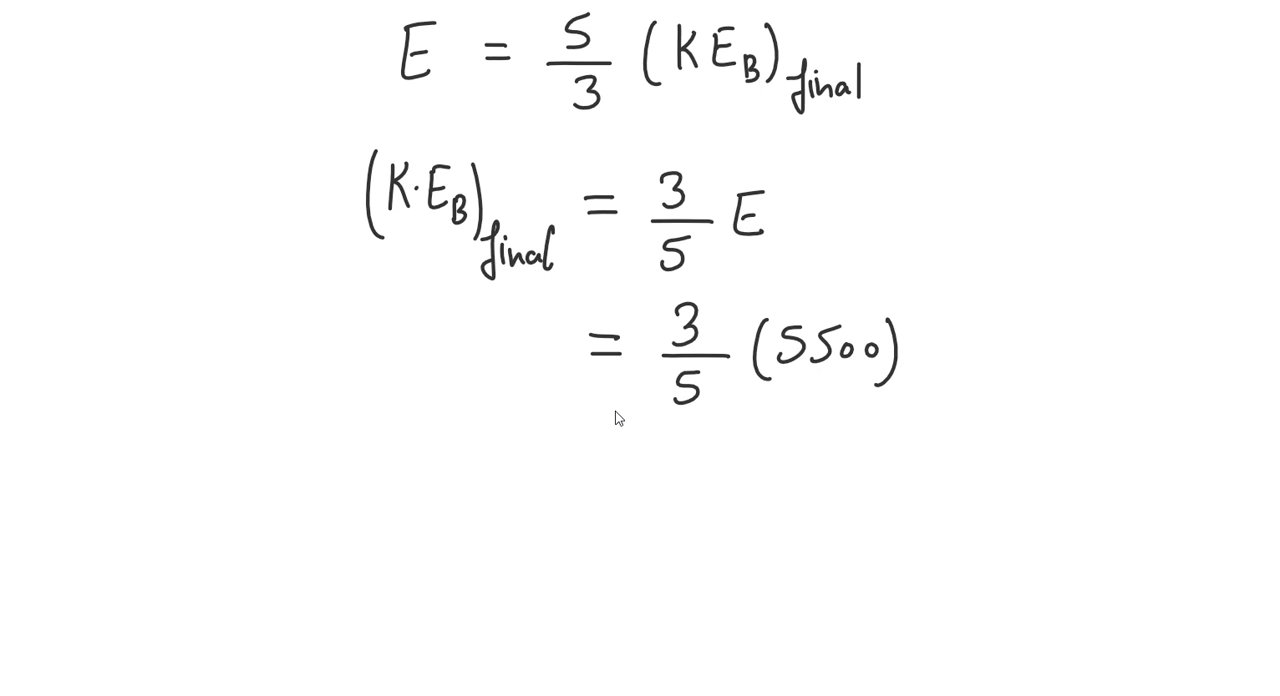 E = 5/3 (KE_B)_final
(K·E_B)_final = 3/5 E
= 3/5 (5500)